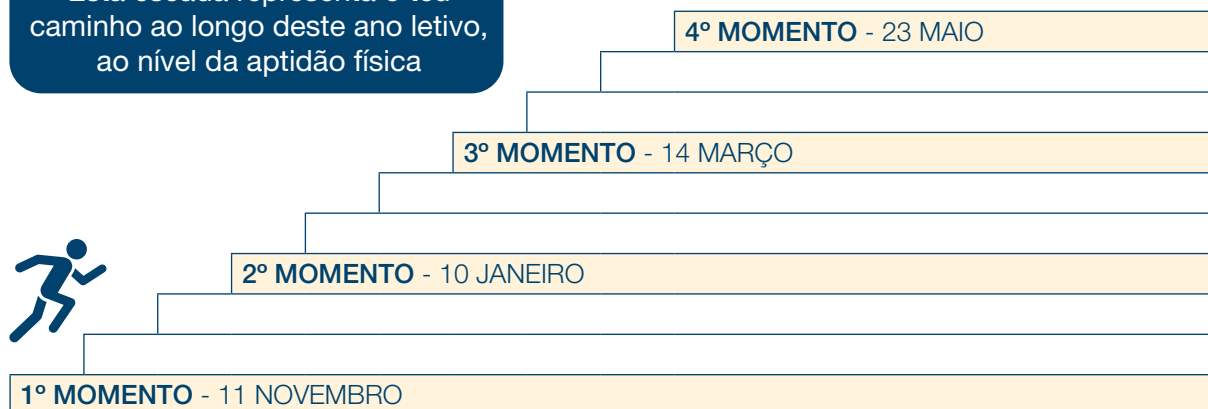 caminho ao longo deste ano letivo,
ao nível da aptidão física
4º MOMENTO - 23 MAIO
3º MOMENTO - 14 MARÇO
2º MOMENTO - 10 JANEIRO
1º MOMENTO - 11 NOVEMBRO